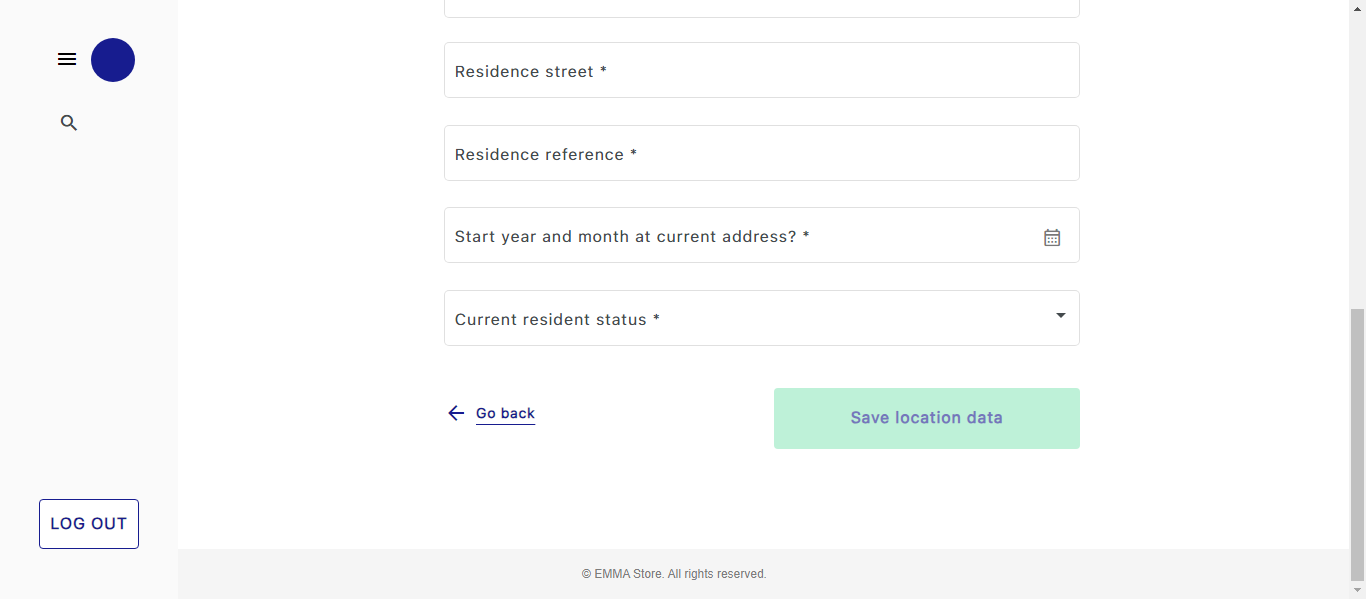 Residence street *
Residence reference *
Start year and month at current address? *
Current resident status *
Go back
Save location data
LOG OUT
© EMMA Store. All rights reserved.